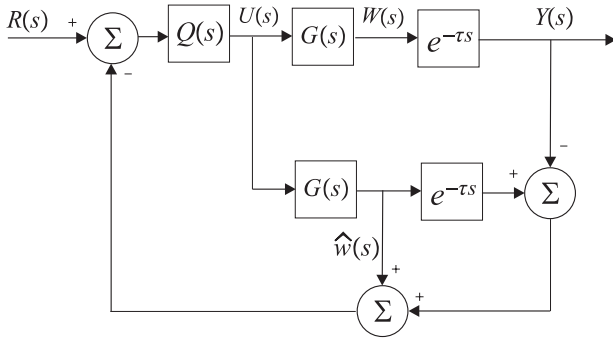 R(s) + Σ - Q(s) U(s) G(s) W(s) e^{-τs} Y(s)
G(s) e^{-τs} + - Σ
ŵ(s) + Σ +